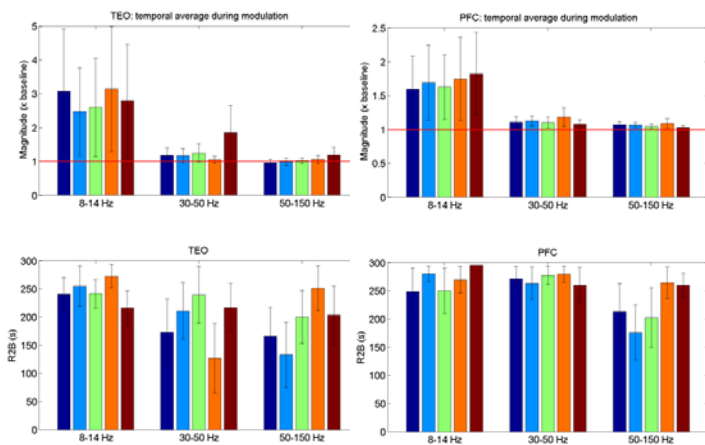 TEO: temporal average during modulation
Magnitude (x baseline)
5
4
3
2
1
0
8-14 Hz 30-50 Hz 50-150 Hz
PFC: temporal average during modulation
Magnitude (x baseline)
2.5
2
1.5
1
0.5
0
8-14 Hz 30-50 Hz 50-150 Hz
TEO
R2B (s)
300
250
200
150
100
50
0
8-14 Hz 30-50 Hz 50-150 Hz
PFC
R2B (s)
300
250
200
150
100
50
0
8-14 Hz 30-50 Hz 50-150 Hz